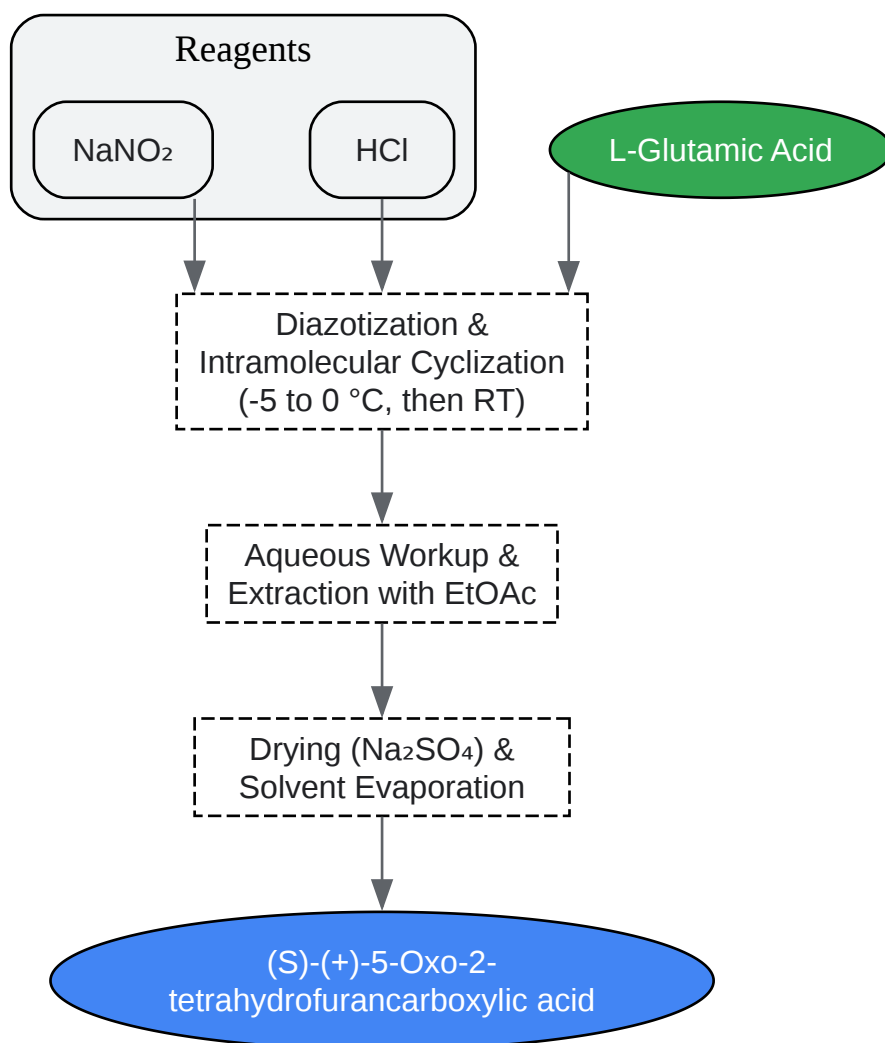 Reagents
NaNO₂
HCl
L-Glutamic Acid
Diazotization &
Intramolecular Cyclization
(-5 to 0 °C, then RT)
Aqueous Workup &
Extraction with EtOAc
Drying (Na₂SO₄) &
Solvent Evaporation
(S)-(+)-5-Oxo-2-
tetrahydrofurancarboxylic acid